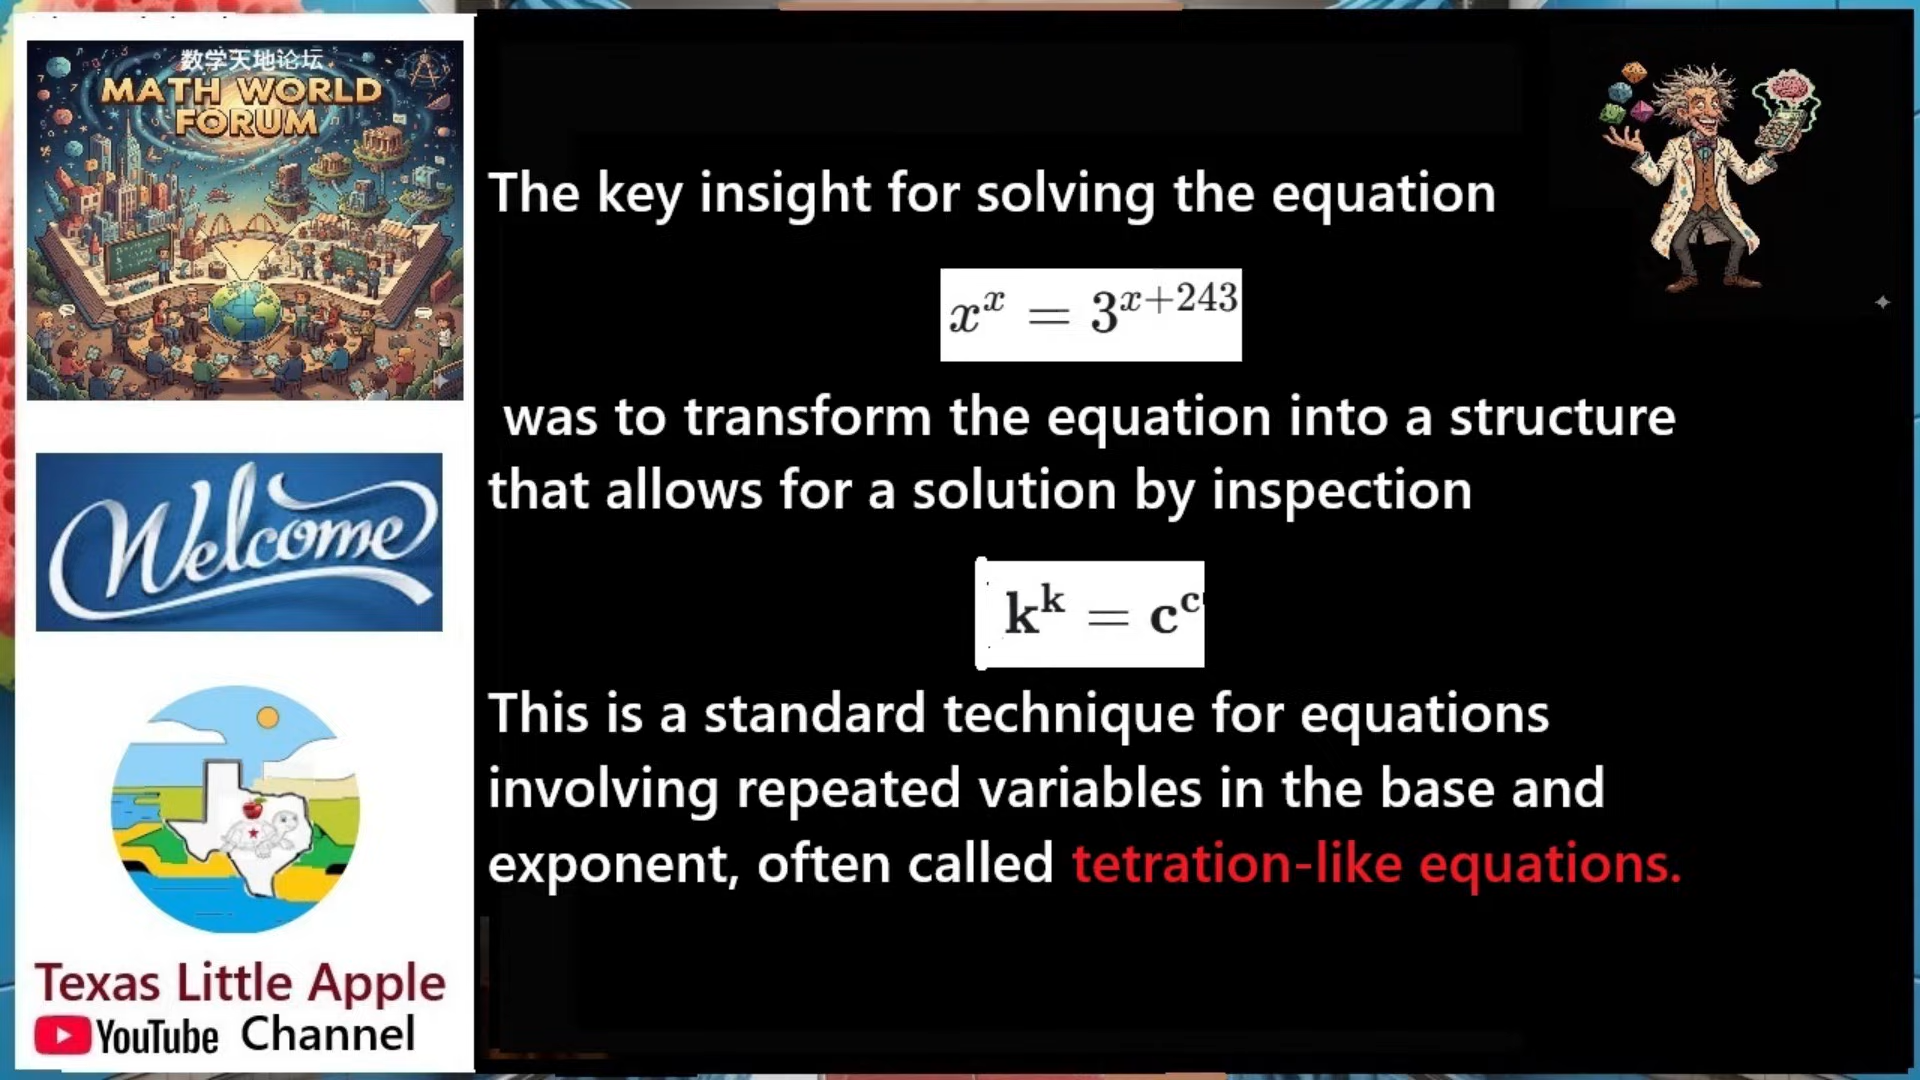 数学天地论坛
MATH WORLD
FORUM
Welcome
Texas Little Apple
YouTube Channel
The key insight for solving the equation
x^x = 3^{x+243}
was to transform the equation into a structure
that allows for a solution by inspection
k^k = c^c
This is a standard technique for equations
involving repeated variables in the base and
exponent, often called tetration-like equations.